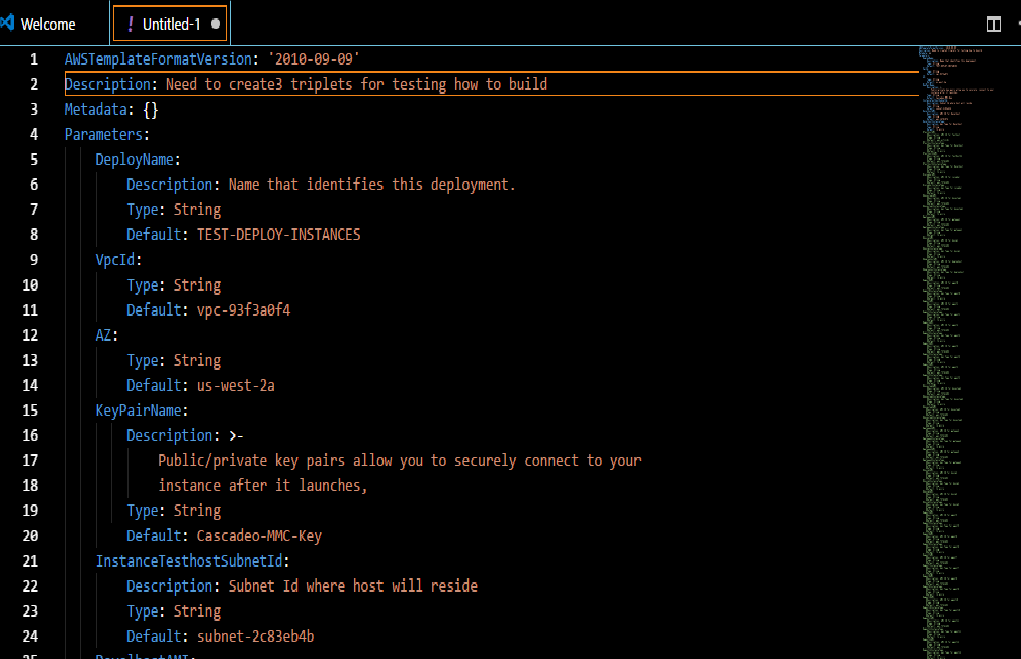 Welcome
! Untitled-1
1 AWSTemplateFormatVersion: '2010-09-09'
2 Description: Need to create3 triplets for testing how to build
3 Metadata: {}
4 Parameters:
5 DeployName:
6 Description: Name that identifies this deployment.
7 Type: String
8 Default: TEST-DEPLOY-INSTANCES
9 VpcId:
10 Type: String
11 Default: vpc-93f3a0f4
12 AZ:
13 Type: String
14 Default: us-west-2a
15 KeyPairName:
16 Description: >-
17 Public/private key pairs allow you to securely connect to your
18 instance after it launches,
19 Type: String
20 Default: Cascadeo-MMC-Key
21 InstanceTesthostSubnetId:
22 Description: Subnet Id where host will reside
23 Type: String
24 Default: subnet-2c83eb4b